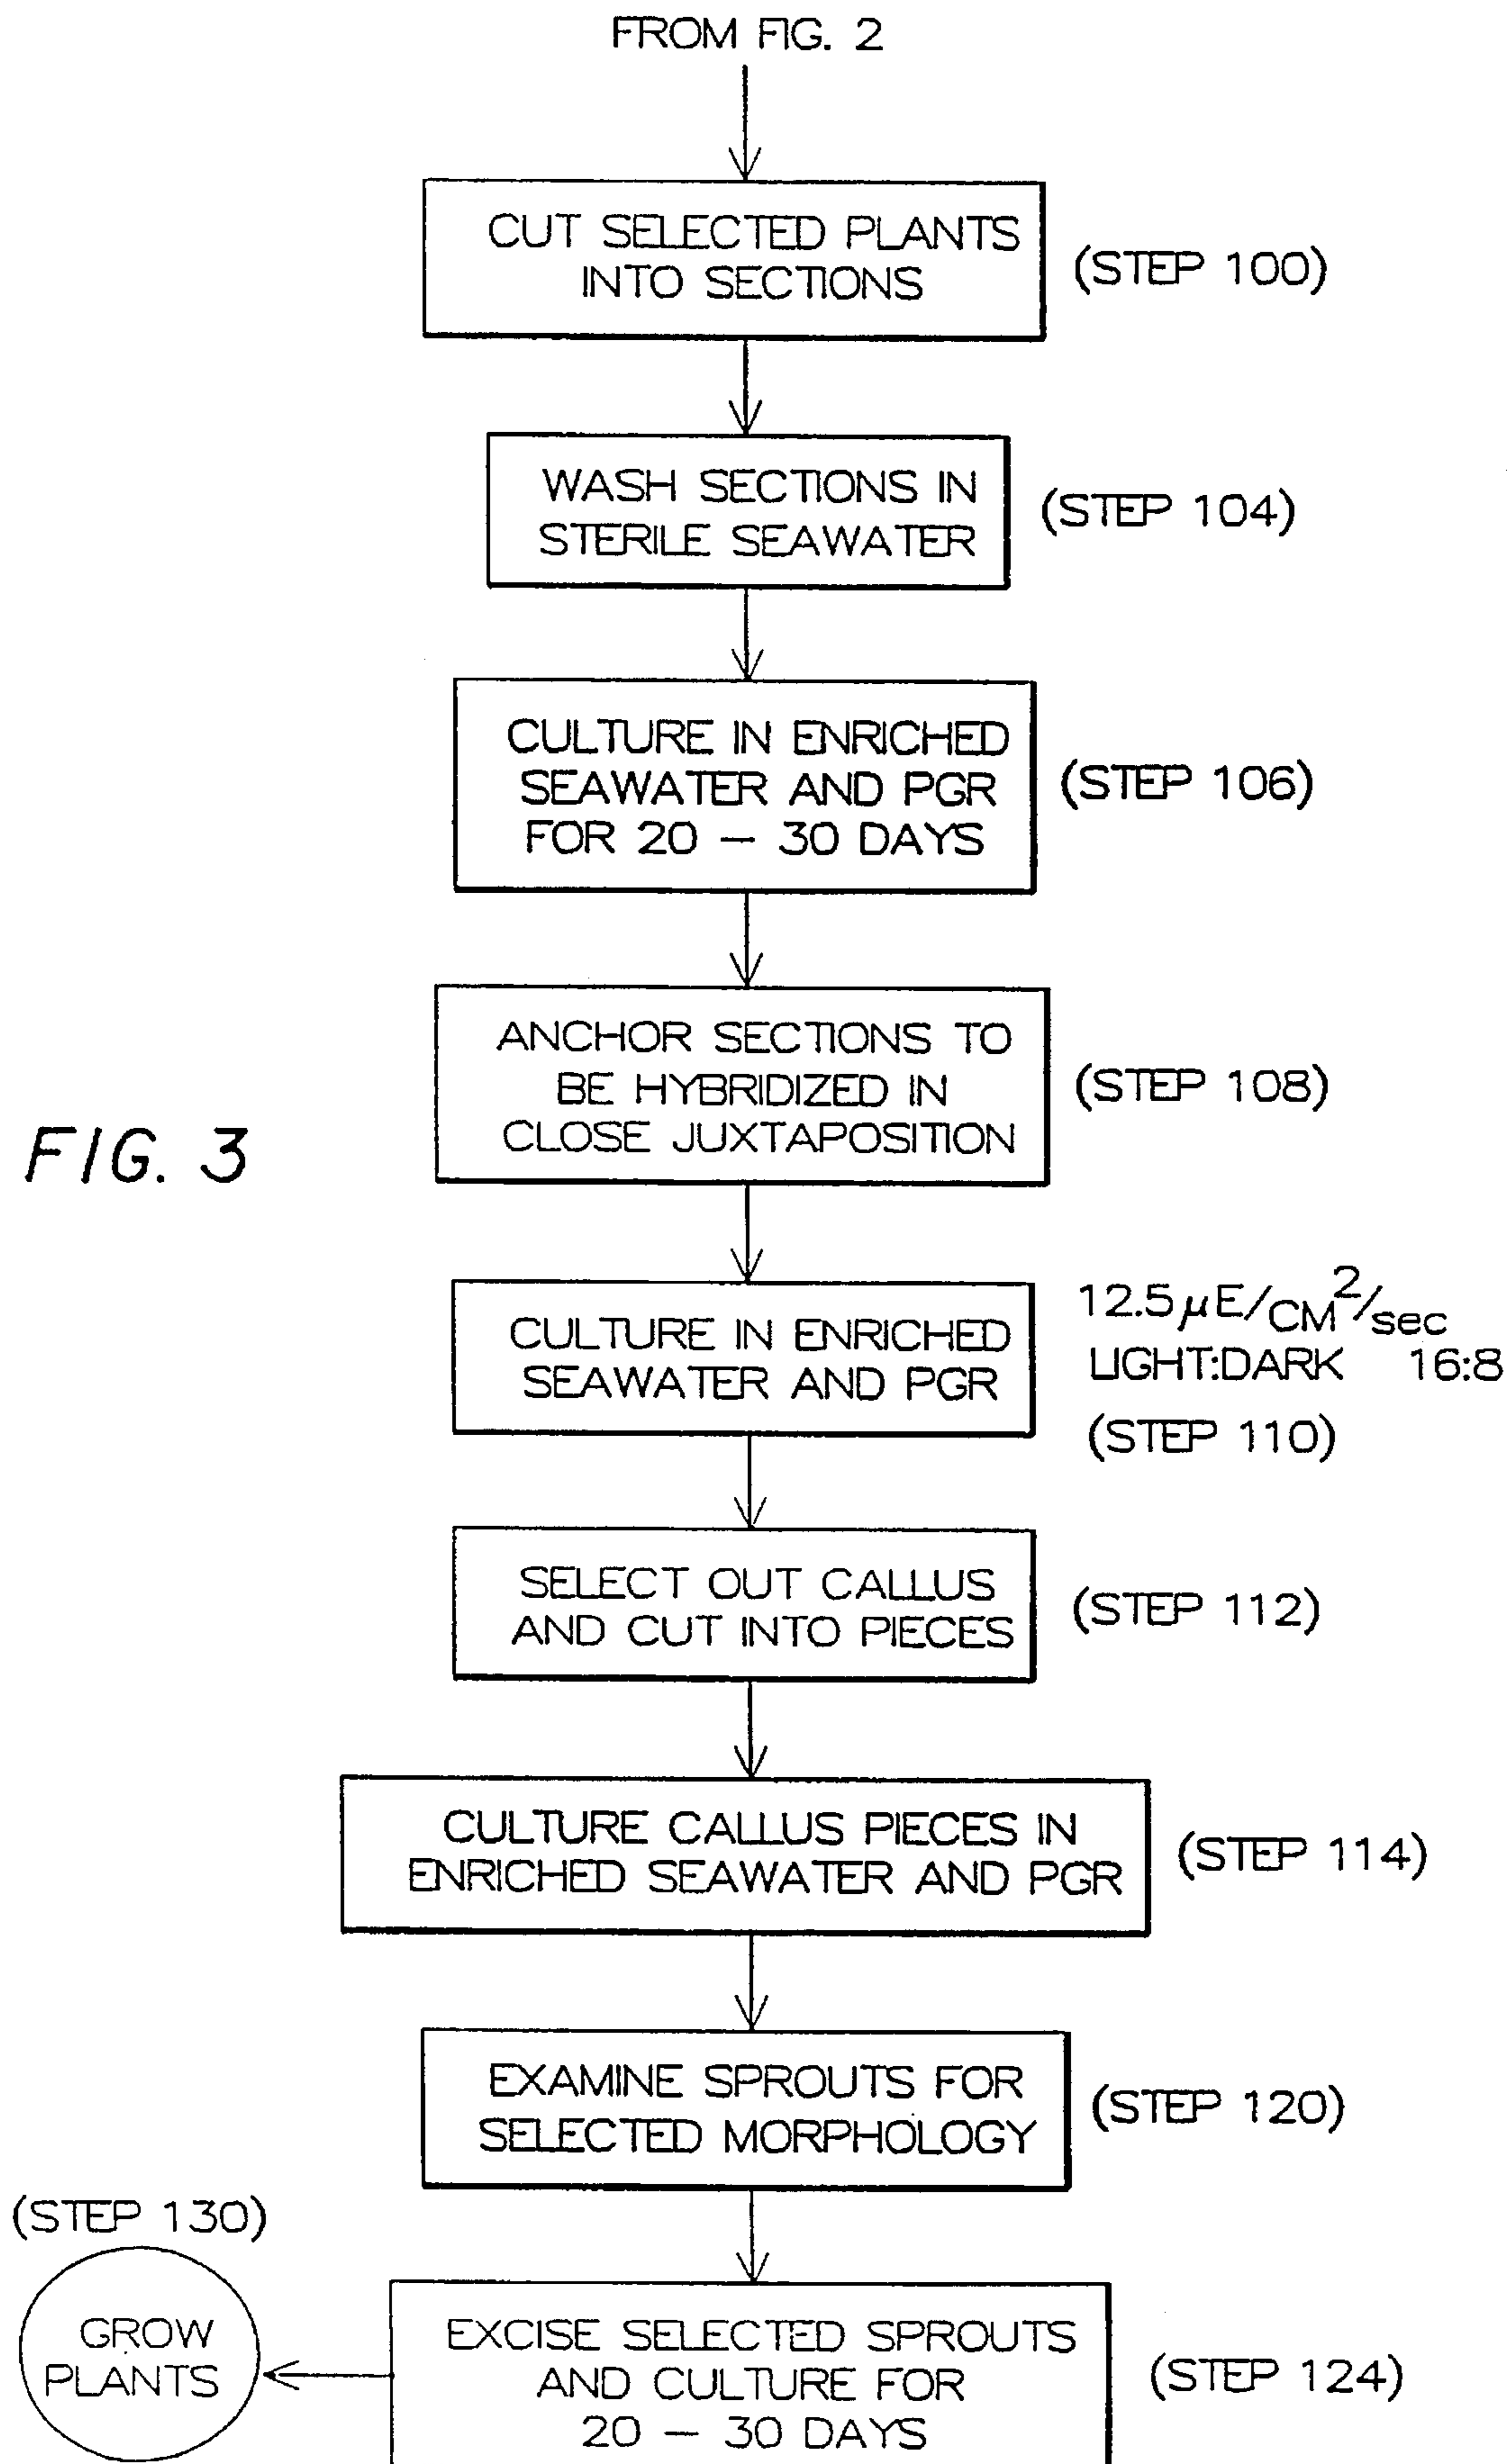 FROM FIG. 2
CUT SELECTED PLANTS
INTO SECTIONS
(STEP 100)
WASH SECTIONS IN
STERILE SEAWATER
(STEP 104)
CULTURE IN ENRICHED
SEAWATER AND PGR
FOR 20 — 30 DAYS
(STEP 106)
ANCHOR SECTIONS TO
BE HYBRIDIZED IN
CLOSE JUXTAPOSITION
(STEP 108)
FIG. 3
CULTURE IN ENRICHED
SEAWATER AND PGR
12.5µE/CM²/sec
LIGHT:DARK 16:8
(STEP 110)
SELECT OUT CALLUS
AND CUT INTO PIECES
(STEP 112)
CULTURE CALLUS PIECES IN
ENRICHED SEAWATER AND PGR
(STEP 114)
EXAMINE SPROUTS FOR
SELECTED MORPHOLOGY
(STEP 120)
EXCISE SELECTED SPROUTS
AND CULTURE FOR
20 — 30 DAYS
(STEP 124)
(STEP 130)
GROW
PLANTS